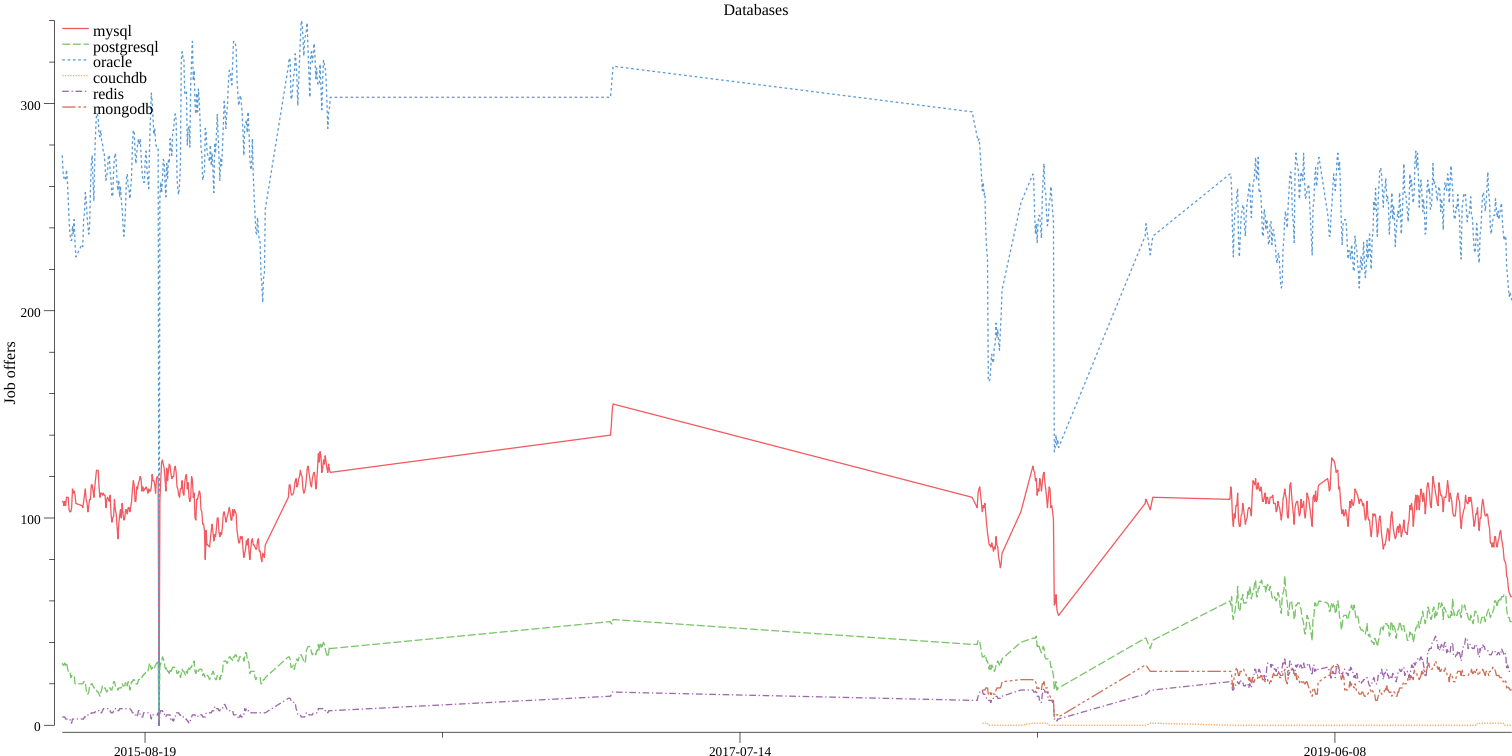 Databases
mysql
postgresql
oracle
couchdb
redis
mongodb
Job offers
300
200
100
0
2015-08-19
2017-07-14
2019-06-08